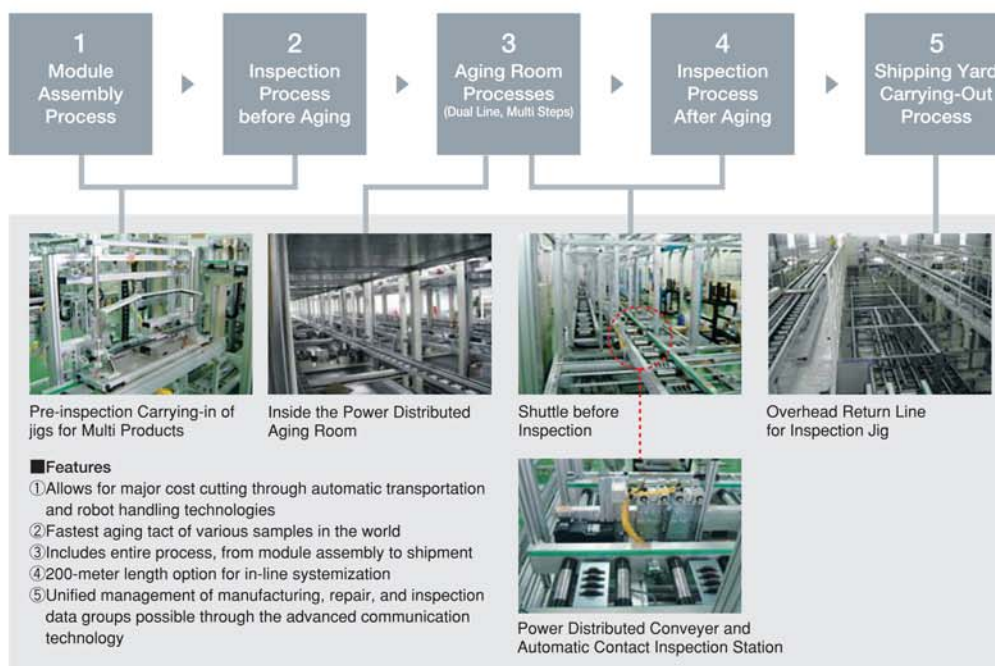 1
Module
Assembly
Process
2
Inspection
Process
before Aging
3
Aging Room
Processes
(Dual Line, Multi Steps)
4
Inspection
Process
After Aging
5
Shipping Yard
Carrying-Out
Process
Pre-inspection Carrying-in of
jigs for Multi Products
Inside the Power Distributed
Aging Room
Shuttle before
Inspection
Overhead Return Line
for Inspection Jig
■Features
①Allows for major cost cutting through automatic transportation
and robot handling technologies
②Fastest aging tact of various samples in the world
③Includes entire process, from module assembly to shipment
④200-meter length option for in-line systemization
⑤Unified management of manufacturing, repair, and inspection
data groups possible through the advanced communication
technology
Power Distributed Conveyer and
Automatic Contact Inspection Station